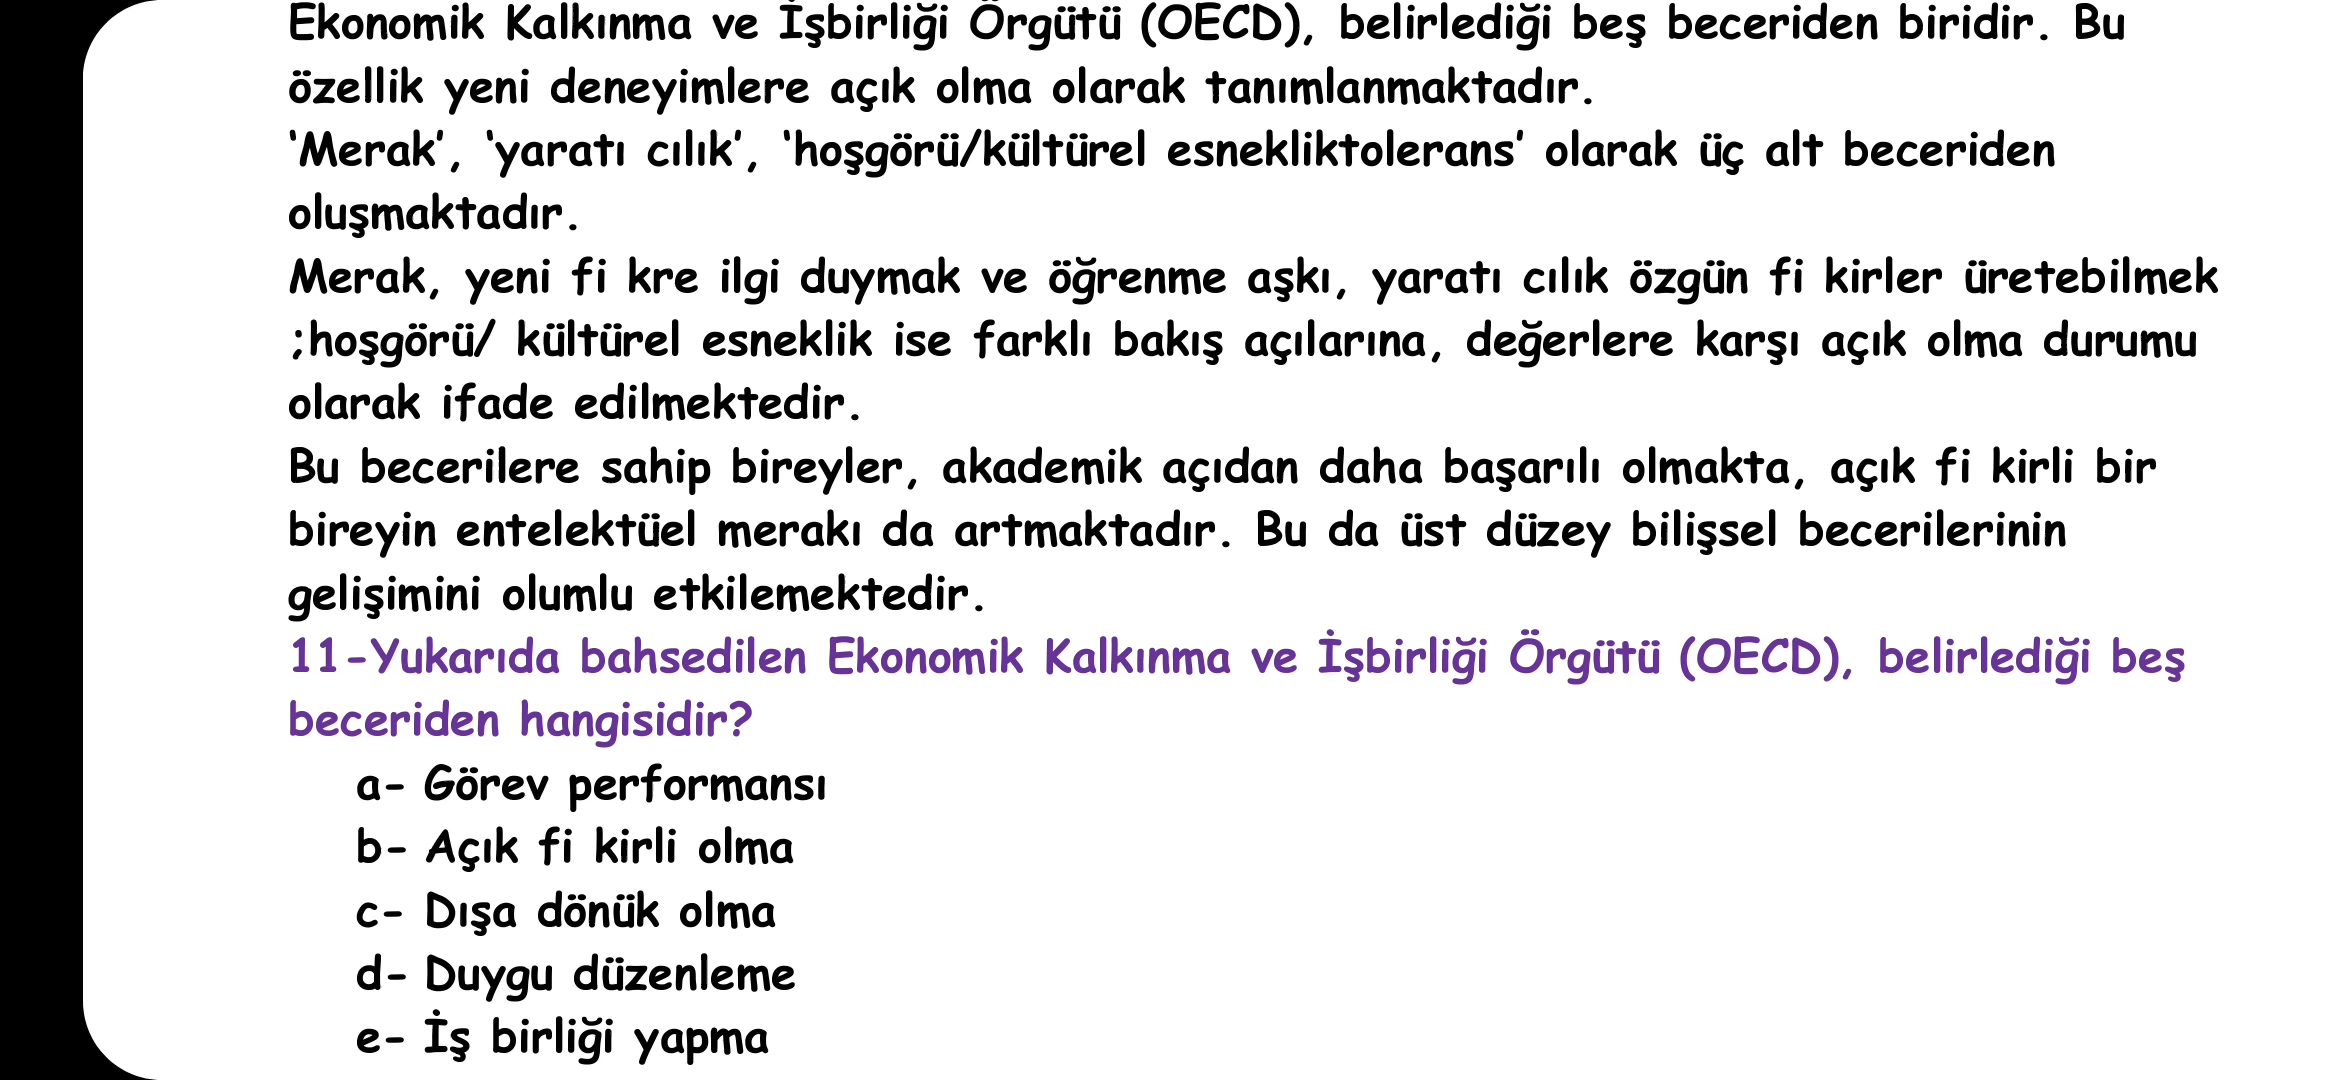 Ekonomik Kalkınma ve İşbirliği Örgütü (OECD), belirlediği beş beceriden biridir. Bu
özellik yeni deneyimlere açık olma olarak tanımlanmaktadır.
‘Merak’, ‘yaratı cılık’, ‘hoşgörü/kültürel esnekliktolerans’ olarak üç alt beceriden
oluşmaktadır.
Merak, yeni fi kre ilgi duymak ve öğrenme aşkı, yaratı cılık özgün fi kirler üretebilmek
;hoşgörü/ kültürel esneklik ise farklı bakış açılarına, değerlere karşı açık olma durumu
olarak ifade edilmektedir.
Bu becerilere sahip bireyler, akademik açıdan daha başarılı olmakta, açık fi kirli bir
bireyin entelektüel merakı da artmaktadır. Bu da üst düzey bilişsel becerilerinin
gelişimini olumlu etkilemektedir.
11-Yukarıda bahsedilen Ekonomik Kalkınma ve İşbirliği Örgütü (OECD), belirlediği beş
beceriden hangisidir?
a- Görev performansı
b- Açık fi kirli olma
c- Dışa dönük olma
d- Duygu düzenleme
e- İş birliği yapma